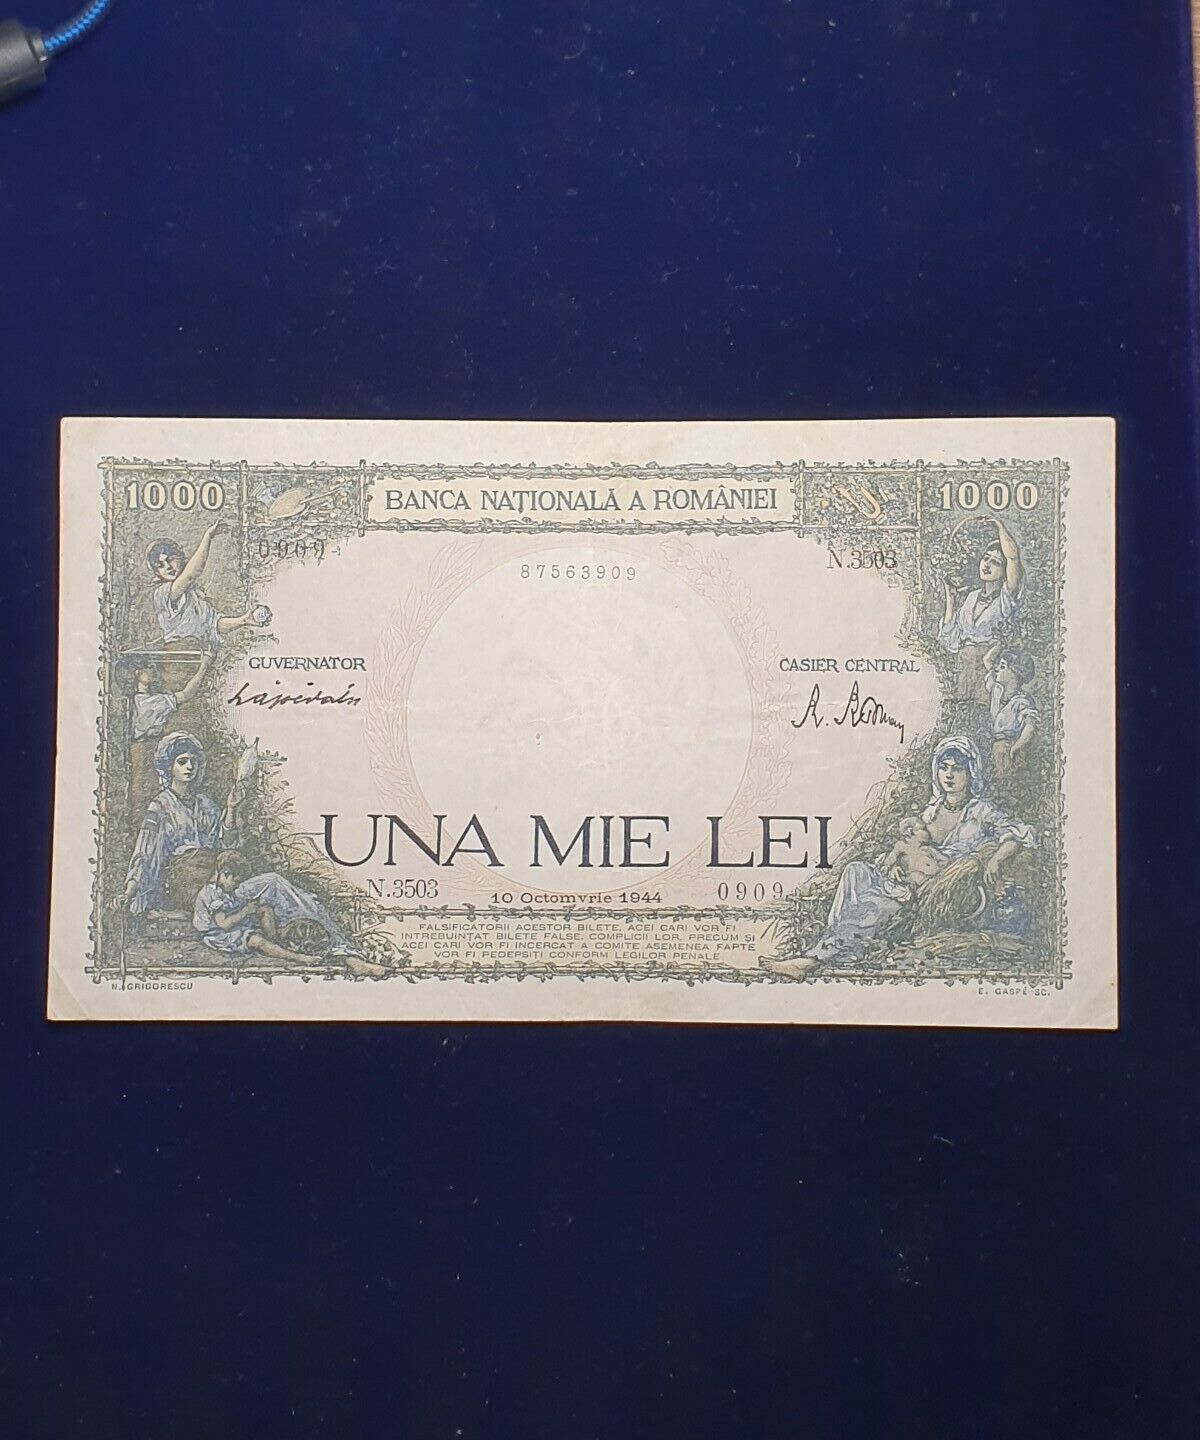 1000 BANCA NAȚIONALĂ A ROMÂNIEI 1000
0909 N.3503
87563909
GUVERNATOR CASIER CENTRAL
UNA MIE LEI
N.3503 10 Octomvrie 1944 0909
FALSIFICATORII ACESTOR BILETE, ACEI CARI VOR FI
INTREBUINȚAT BILETE FALSE, COMPLICII LOR, PRECUM ȘI
ACEI CARI VOR FI INCERCAT A COMITE ASEMENEA FAPTE
VOR FI PEDEPSIȚI CONFORM LEGILOR PENALE
N. GRIGORESCU E. GASPÉ SC.